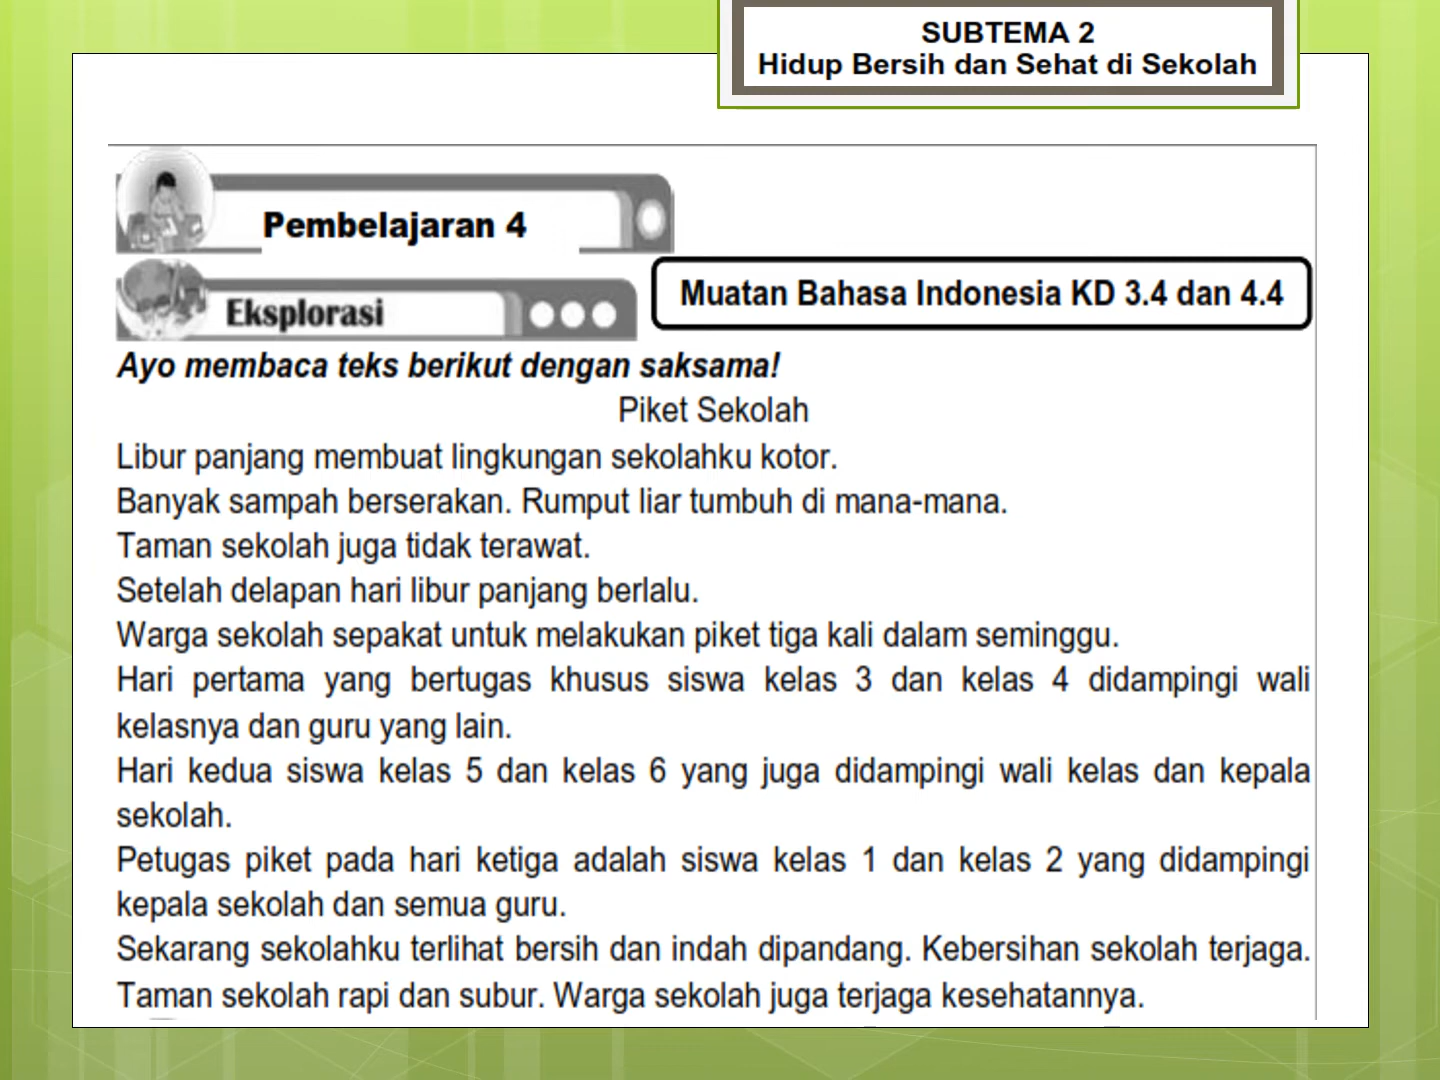 SUBTEMA 2
Hidup Bersih dan Sehat di Sekolah
Pembelajaran 4
Eksplorasi
Muatan Bahasa Indonesia KD 3.4 dan 4.4
Ayo membaca teks berikut dengan saksama!
Piket Sekolah
Libur panjang membuat lingkungan sekolahku kotor.
Banyak sampah berserakan. Rumput liar tumbuh di mana-mana.
Taman sekolah juga tidak terawat.
Setelah delapan hari libur panjang berlalu.
Warga sekolah sepakat untuk melakukan piket tiga kali dalam seminggu.
Hari pertama yang bertugas khusus siswa kelas 3 dan kelas 4 didampingi wali
kelasnya dan guru yang lain.
Hari kedua siswa kelas 5 dan kelas 6 yang juga didampingi wali kelas dan kepala
sekolah.
Petugas piket pada hari ketiga adalah siswa kelas 1 dan kelas 2 yang didampingi
kepala sekolah dan semua guru.
Sekarang sekolahku terlihat bersih dan indah dipandang. Kebersihan sekolah terjaga.
Taman sekolah rapi dan subur. Warga sekolah juga terjaga kesehatannya.